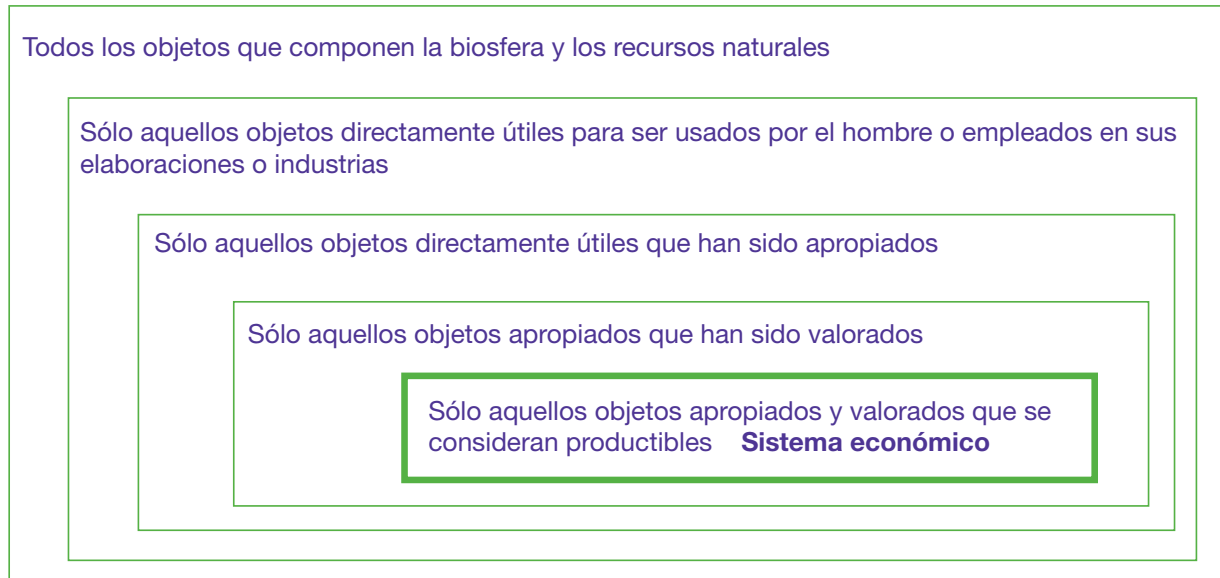 Todos los objetos que componen la biosfera y los recursos naturales
Sólo aquellos objetos directamente útiles para ser usados por el hombre o empleados en sus
elaboraciones o industrias
Sólo aquellos objetos directamente útiles que han sido apropiados
Sólo aquellos objetos apropiados que han sido valorados
Sólo aquellos objetos apropiados y valorados que se
consideran productibles Sistema económico